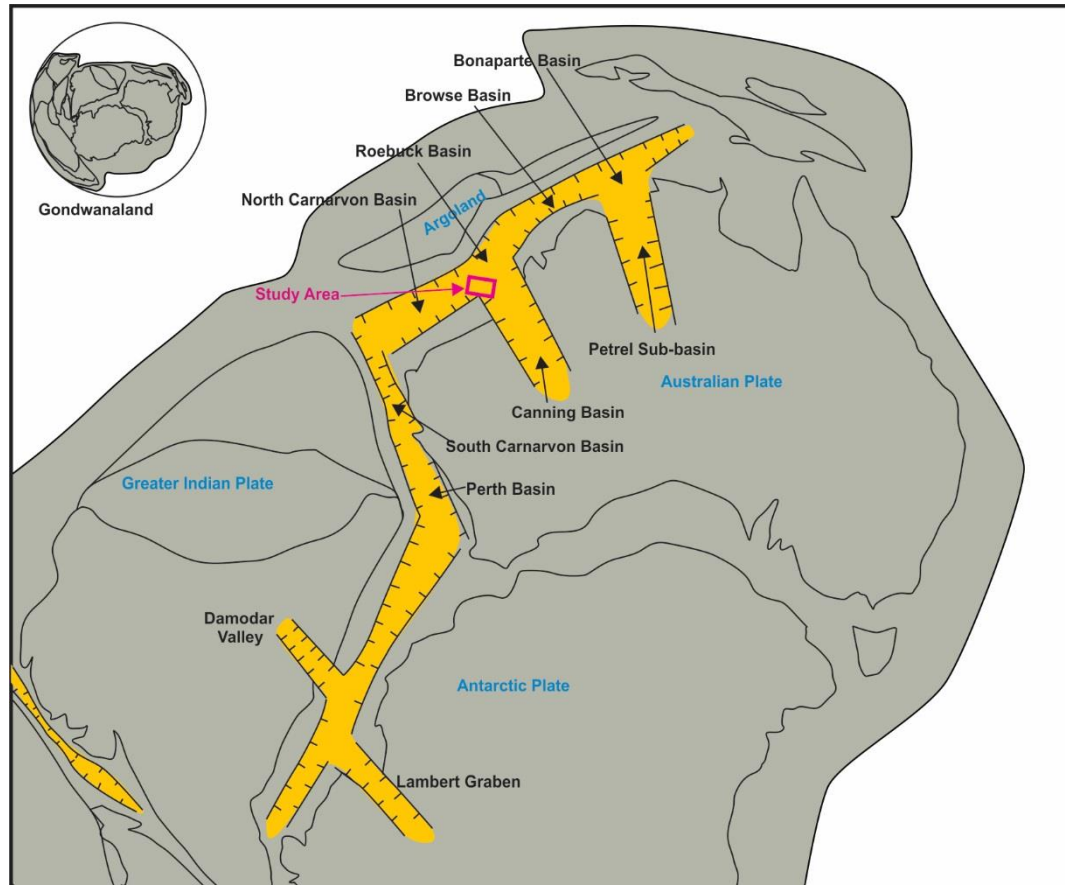 Bonaparte Basin
Browse Basin
Roebuck Basin
North Carnarvon Basin
Argoland
Gondwanaland
Study Area
Petrel Sub-basin
Australian Plate
Canning Basin
South Carnarvon Basin
Greater Indian Plate
Perth Basin
Damodar
Valley
Antarctic Plate
Lambert Graben